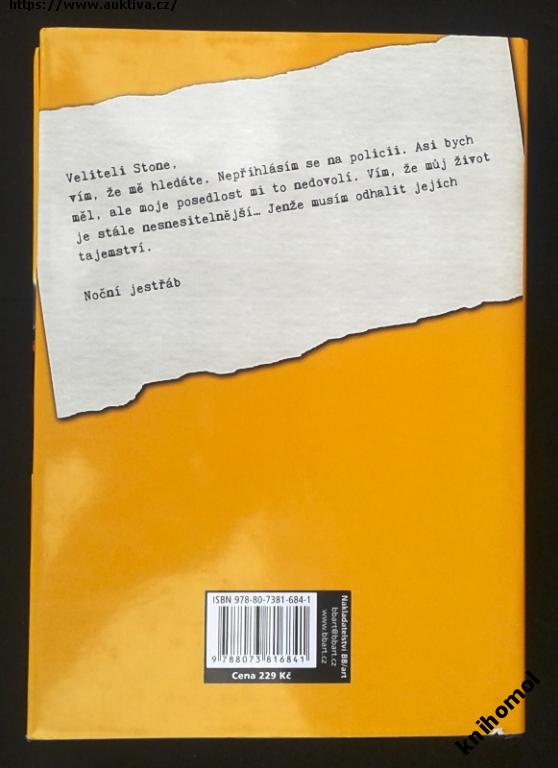 https://www.auktiva.cz/
Veliteli Stone,
vím, že mě hledáte. Nepřihlásím se na policii. Asi bych
měl, ale moje posedlost mi to nedovolí. Vím, že můj život
je stále nesnesitelnější… Jenže musím odhalit jejich
tajemství.
Noční jestřáb
ISBN 978-80-7381-684-1
9 788073 816841
Cena 229 Kč
Nakladatelství BB/art
bbart@bbart.cz
www.bbart.cz
knihomol